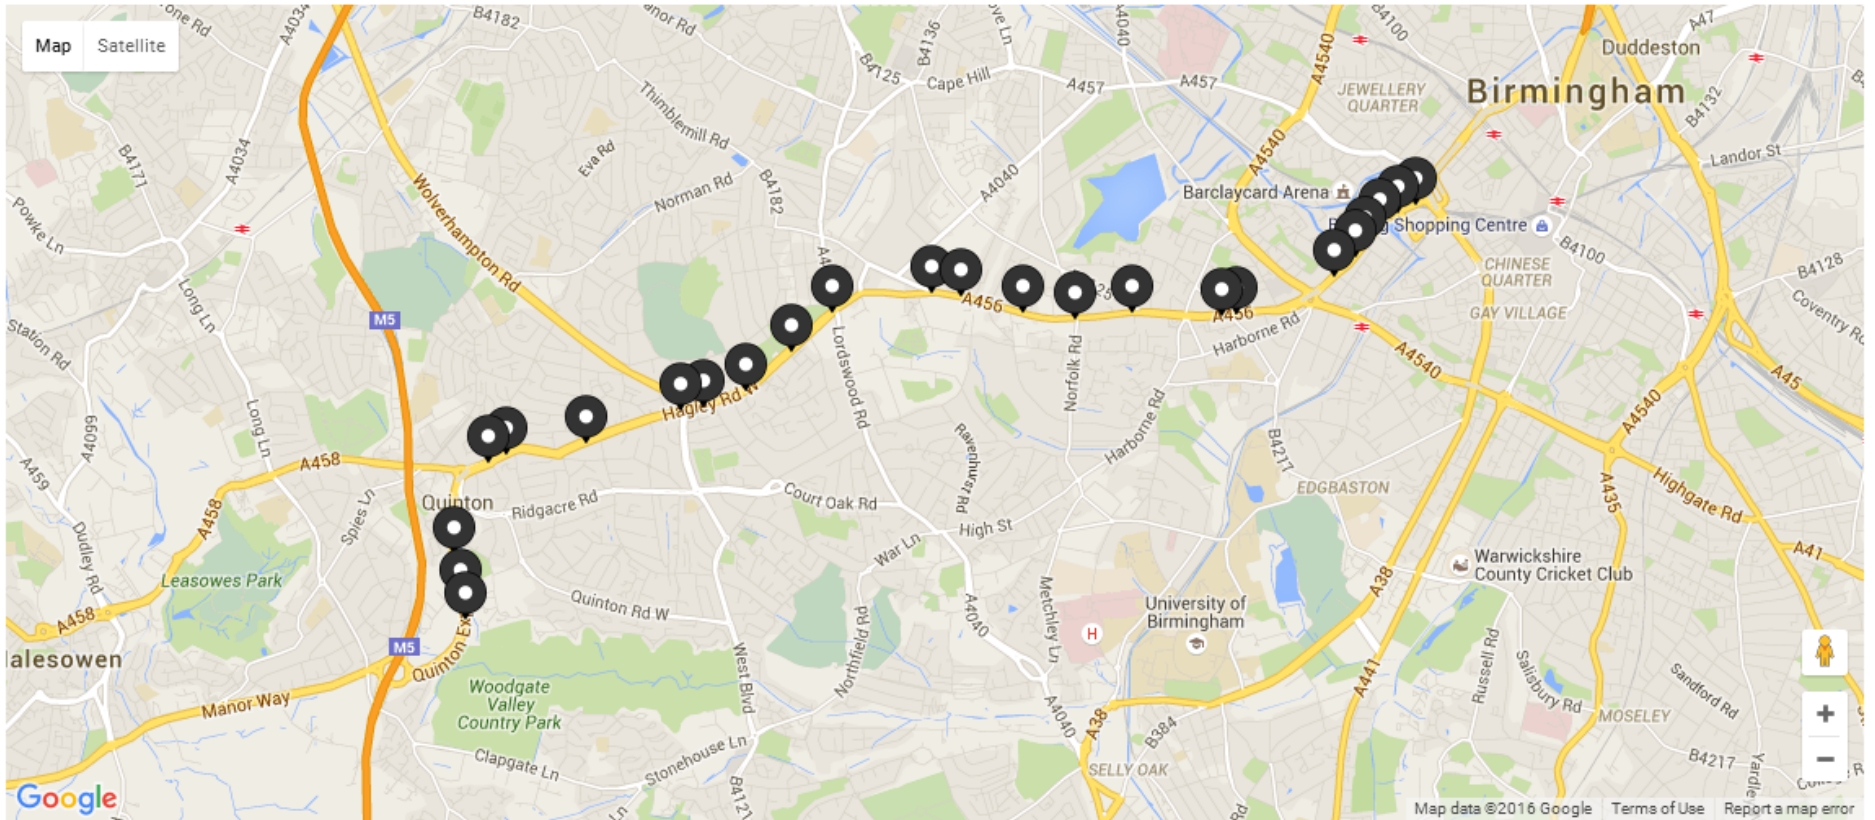 Map Satellite
A4034
B4182
B4136
A4040
B4100
A47
Duddeston
B4125
Cape Hill
A457
A457
A4540
JEWELLERY
QUARTER
Birmingham
B4132
Thimblemill Rd
Eva Rd
B4171
A4034
Landor St
Norman Rd
B4182
A4040
A4540
Barclaycard Arena
Powke Ln
Wolverhampton Rd
Shopping Centre
B4100
CHINESE
QUARTER
B4128
Long Ln
M5
A456
A456
GAY VILLAGE
Coventry Rd
Station Rd
Harborne Rd
Lordswood Rd
Norfolk Rd
A4540
A45
Hagley Rd W
A4099
Long Ln
Harborne Rd
A4540
A458
Ravenhurst Rd
B4217
A459
Quinton
Ridgacre Rd
Court Oak Rd
EDGBASTON
Highgate Rd
A458
Spies Ln
High St
A4435
War Ln
A41
Dudley Rd
Leasowes Park
Warwickshire
County Cricket Club
A38
Quinton Rd W
Metchley Ln
University of
Birmingham
A4040
A458
H
Northfield Rd
M5
alesowen
Quinton Ex
West Blvd
Russell Rd
Salisbury Rd
Sandford Rd
A441
Woodgate
Valley
Country Park
Manor Way
A4040
A38
B384
MOSELEY
Stonehouse Ln
Clapgate Ln
SELLY OAK
B4217
Yardley
B4121
Google
Map data ©2016 Google Terms of Use Report a map error